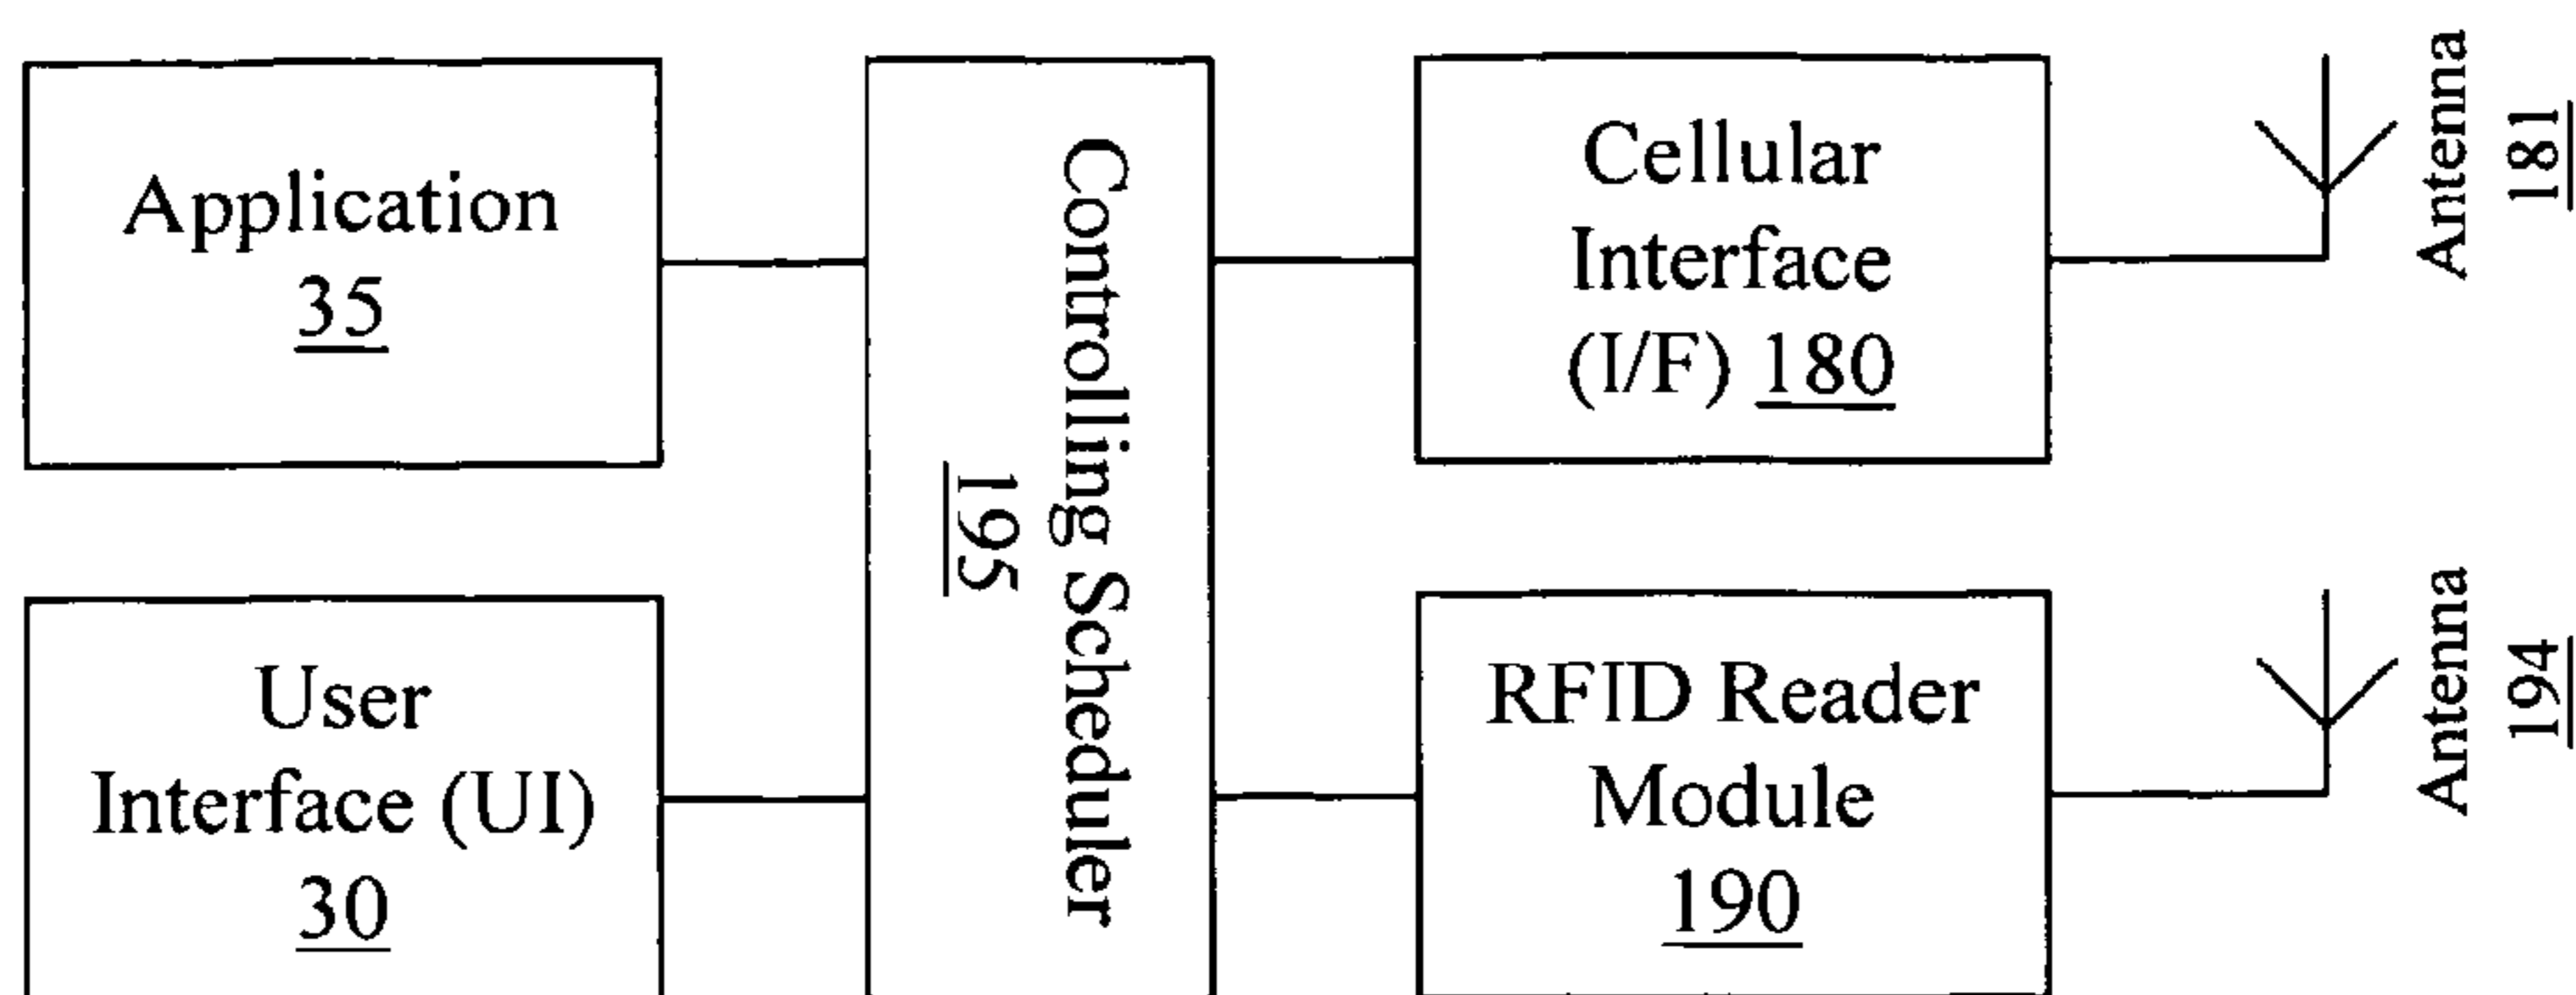 Application
35
User
Interface (UI)
30
Controlling Scheduler
195
Cellular
Interface
(I/F) 180
Antenna
181
RFID Reader
Module
190
Antenna
194